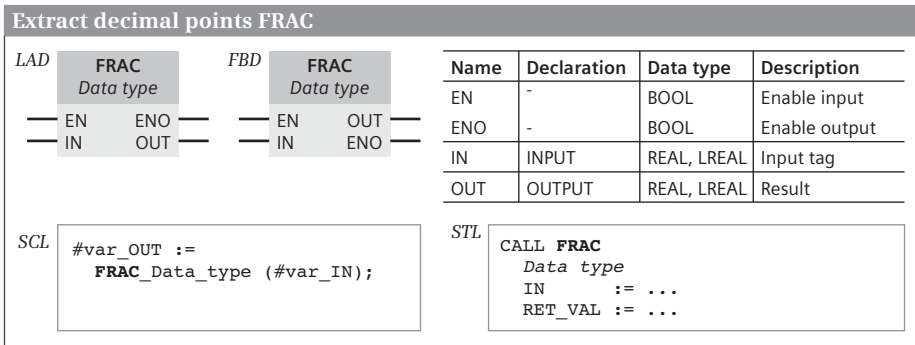 Extract decimal points FRAC
LAD
FRAC
Data type
EN ENO
IN OUT
FBD
FRAC
Data type
EN OUT
IN ENO
Name Declaration Data type Description
EN - BOOL Enable input
ENO - BOOL Enable output
IN INPUT REAL, LREAL Input tag
OUT OUTPUT REAL, LREAL Result
SCL
#var_OUT :=
FRAC_Data_type (#var_IN);
STL
CALL FRAC
Data type
IN := ...
RET_VAL := ...